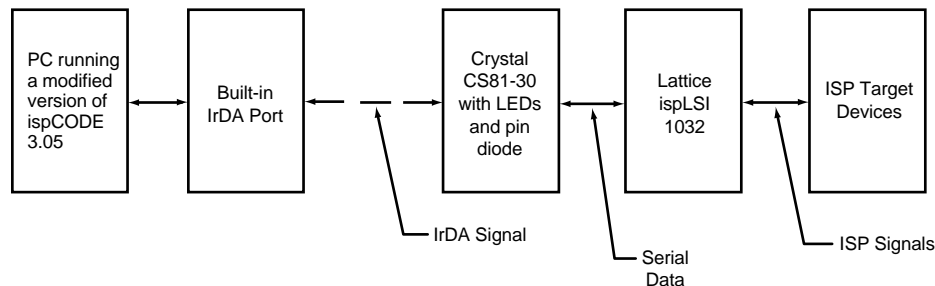 PC running
a modified
version of
ispCODE
3.05
Built-in
IrDA Port
Crystal
CS81-30
with LEDs
and pin
diode
Lattice
ispLSI
1032
ISP Target
Devices
IrDA Signal
Serial
Data
ISP Signals